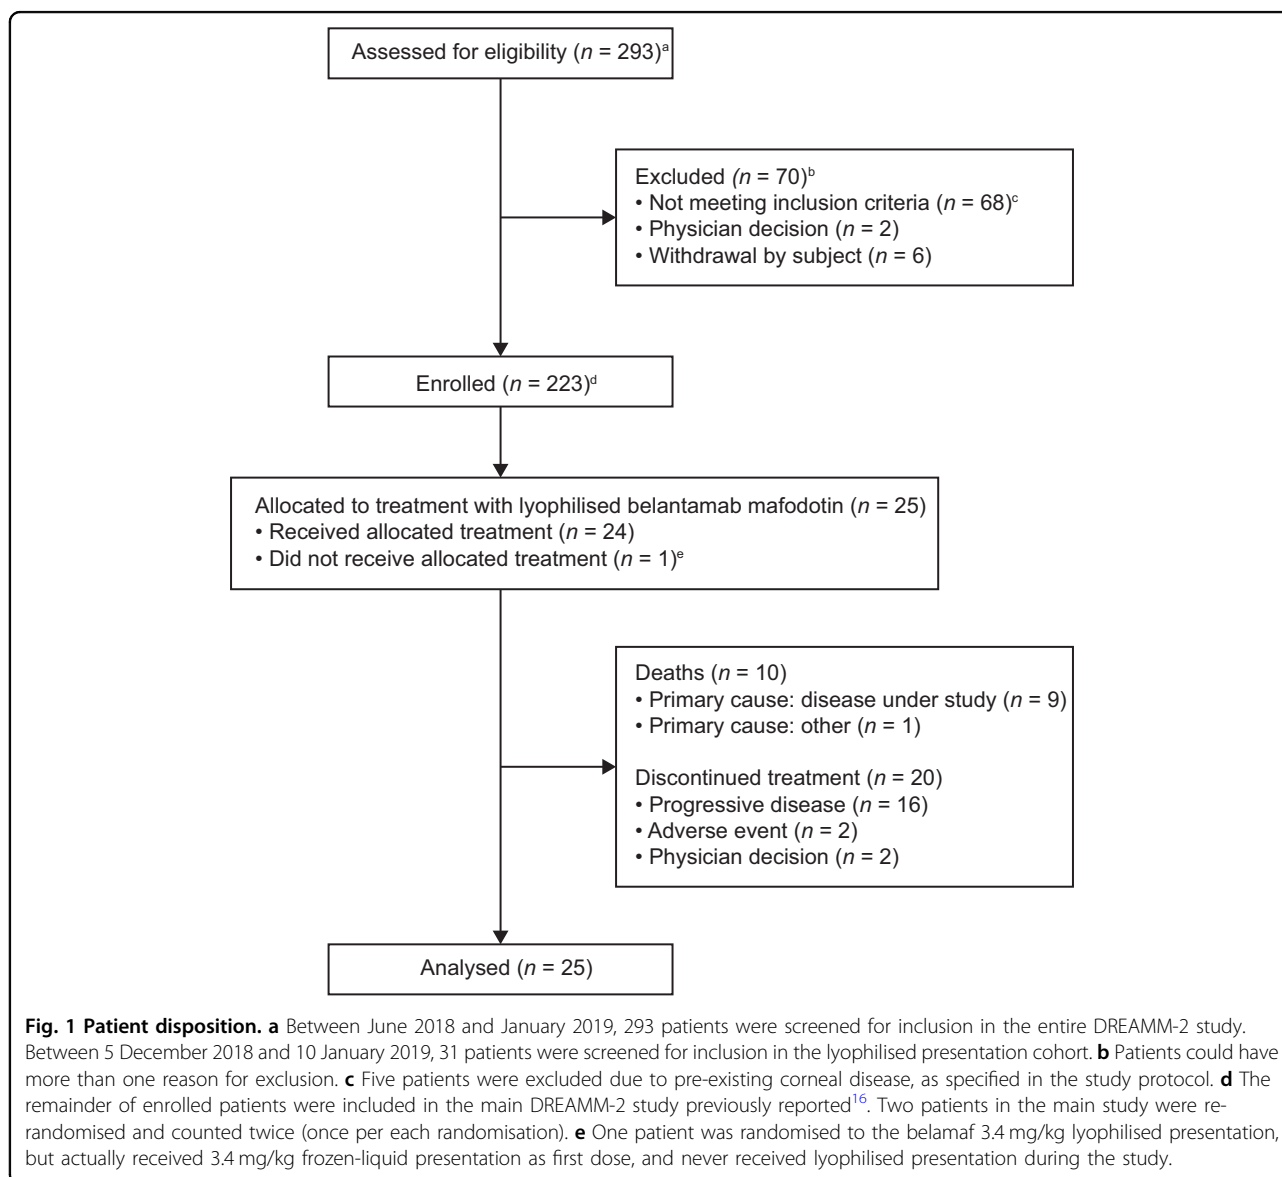 Assessed for eligibility (n = 293)a
Excluded (n = 70)b
• Not meeting inclusion criteria (n = 68)c
• Physician decision (n = 2)
• Withdrawal by subject (n = 6)
Enrolled (n = 223)d
Allocated to treatment with lyophilised belantamab mafodotin (n = 25)
• Received allocated treatment (n = 24)
• Did not receive allocated treatment (n = 1)e
Deaths (n = 10)
• Primary cause: disease under study (n = 9)
• Primary cause: other (n = 1)
Discontinued treatment (n = 20)
• Progressive disease (n = 16)
• Adverse event (n = 2)
• Physician decision (n = 2)
Analysed (n = 25)
Fig. 1 Patient disposition. a Between June 2018 and January 2019, 293 patients were screened for inclusion in the entire DREAMM-2 study.
Between 5 December 2018 and 10 January 2019, 31 patients were screened for inclusion in the lyophilised presentation cohort. b Patients could have
more than one reason for exclusion. c Five patients were excluded due to pre-existing corneal disease, as specified in the study protocol. d The
remainder of enrolled patients were included in the main DREAMM-2 study previously reported16. Two patients in the main study were re-
randomised and counted twice (once per each randomisation). e One patient was randomised to the belamaf 3.4 mg/kg lyophilised presentation,
but actually received 3.4 mg/kg frozen-liquid presentation as first dose, and never received lyophilised presentation during the study.